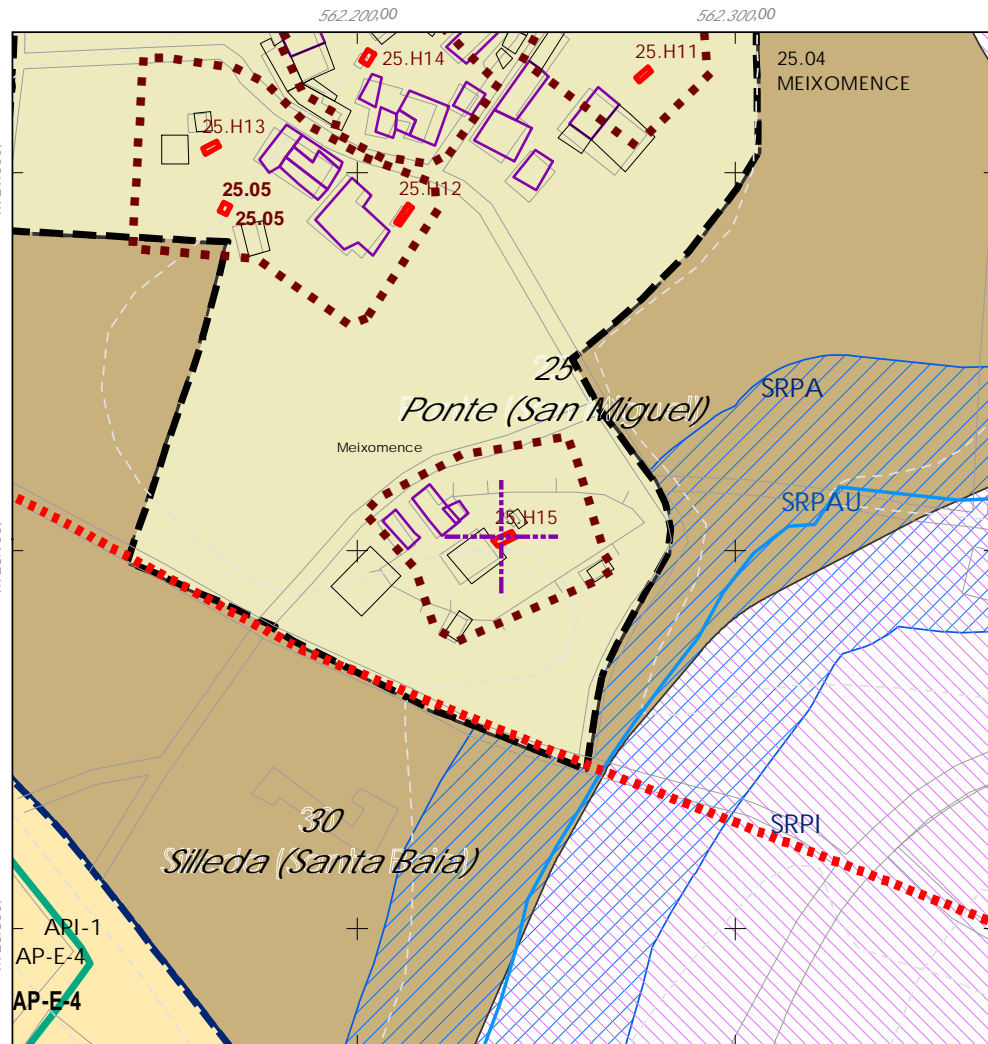 562.200,00
562.300,00
25.H14
25.H11
25.04
MEIXOMENCE
25.H13
25.05
25.H12
25.05
25
Ponte (San Miguel)
SRPA
Meixomence
SRPAU
25.H15
30
Silleda (Santa Baia)
SRPI
API-1
AP-E-4
AP-E-4